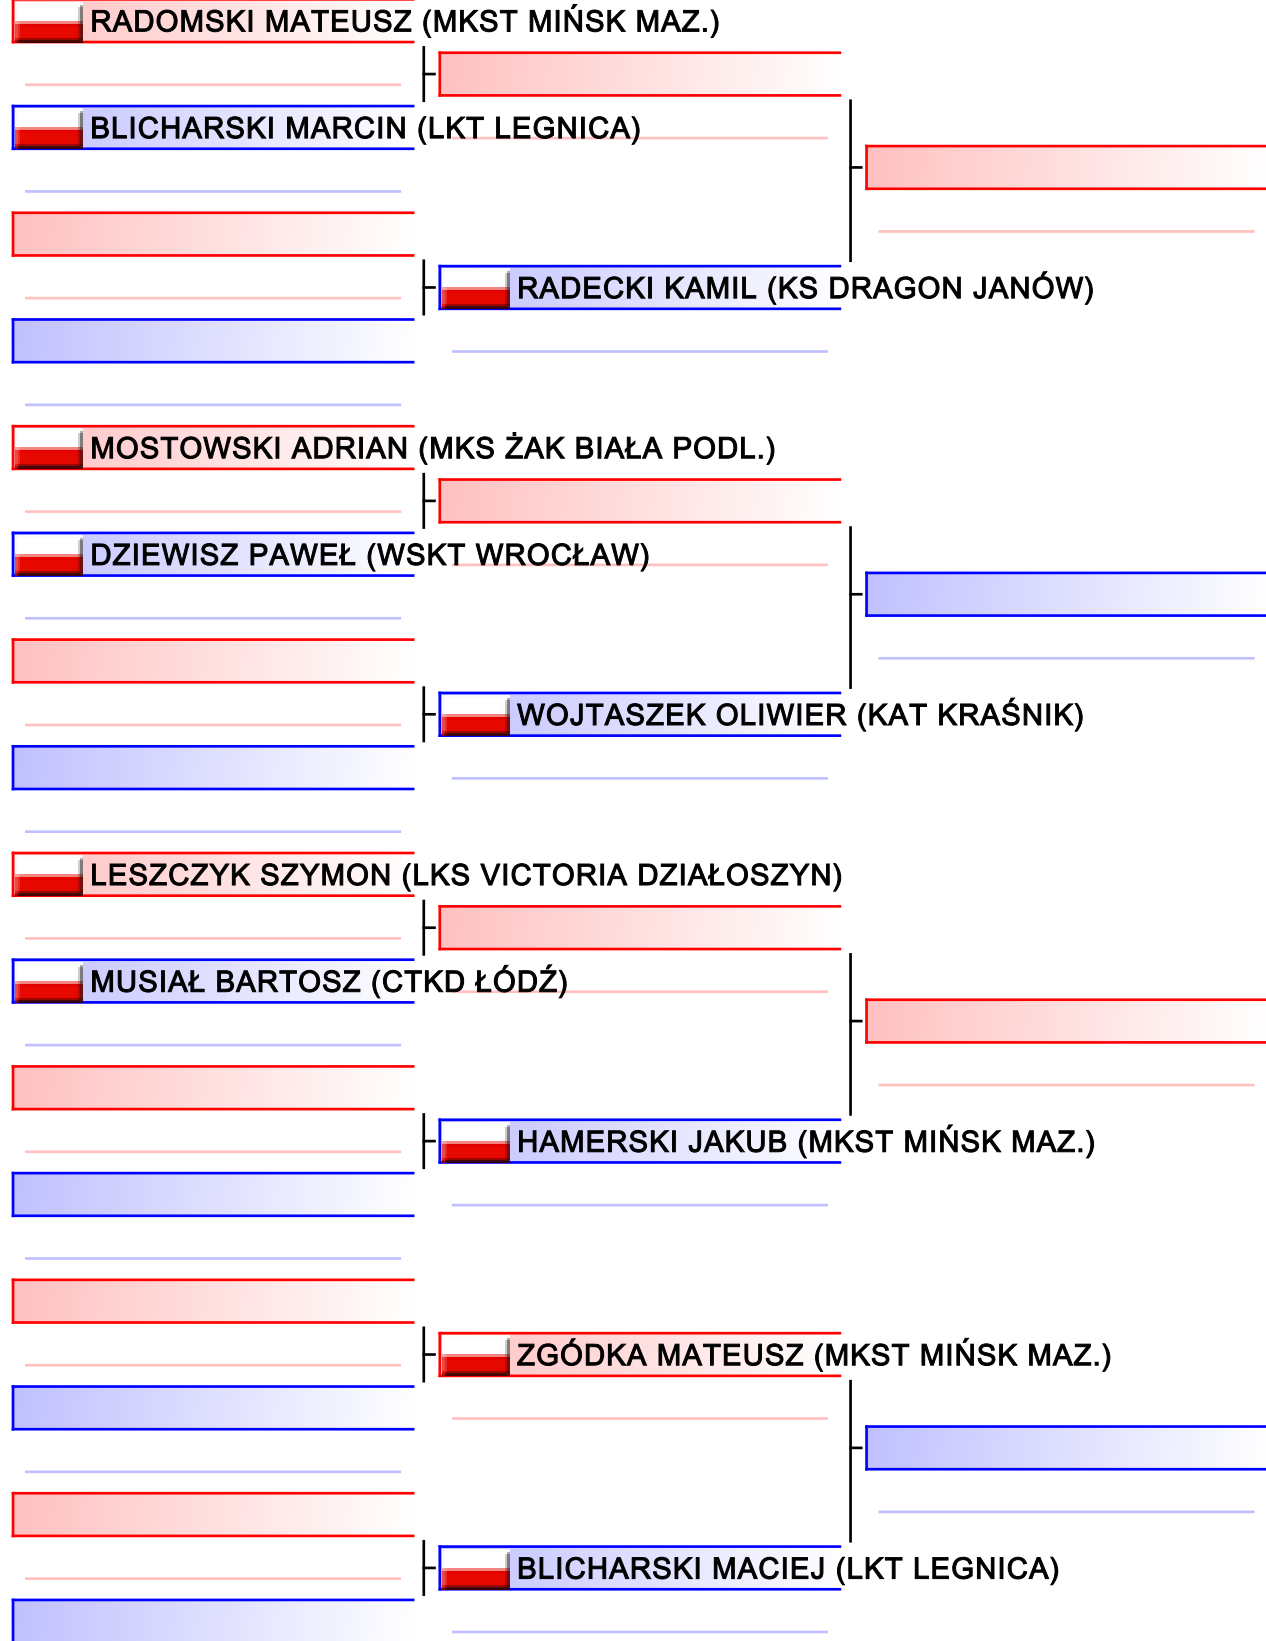 RADOMSKI MATEUSZ (MKST MIŃSK MAZ.)
BLICHARSKI MARCIN (LKT LEGNICA)
RADECKI KAMIL (KS DRAGON JANÓW)
MOSTOWSKI ADRIAN (MKS ŻAK BIAŁA PODL.)
DZIEWISZ PAWEŁ (WSKT WROCŁAW)
WOJTASZEK OLIWIER (KAT KRAŚNIK)
LESZCZYK SZYMON (LKS VICTORIA DZIAŁOSZYN)
MUSIAŁ BARTOSZ (CTKD ŁÓDŹ)
HAMERSKI JAKUB (MKST MIŃSK MAZ.)
ZGÓDKA MATEUSZ (MKST MIŃSK MAZ.)
BLICHARSKI MACIEJ (LKT LEGNICA)